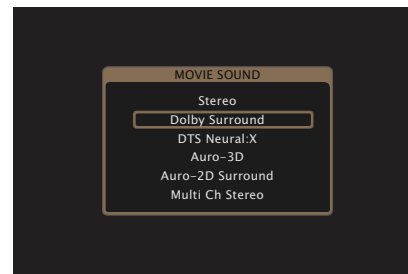 MOVIE SOUND
Stereo
Dolby Surround
DTS Neural:X
Auro-3D
Auro-2D Surround
Multi Ch Stereo